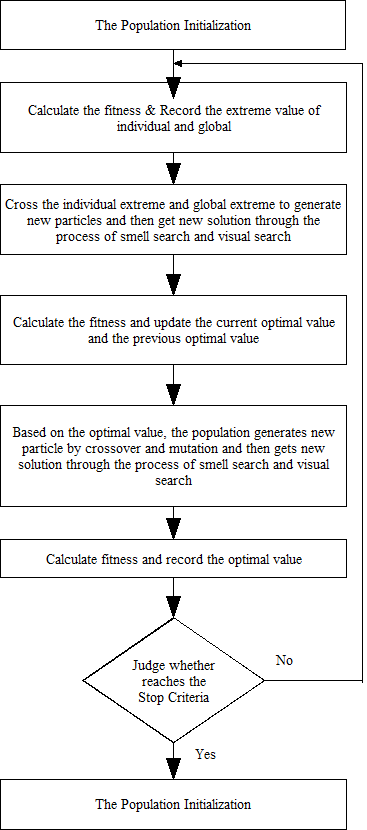 The Population Initialization
Calculate the fitness & Record the extreme value of
individual and global
Cross the individual extreme and global extreme to generate
new particles and then get new solution through the
process of smell search and visual search
Calculate the fitness and update the current optimal value
and the previous optimal value
Based on the optimal value, the population generates new
particle by crossover and mutation and then gets new
solution through the process of smell search and visual
search
Calculate fitness and record the optimal value
Judge whether
reaches the
Stop Criteria
No
Yes
The Population Initialization